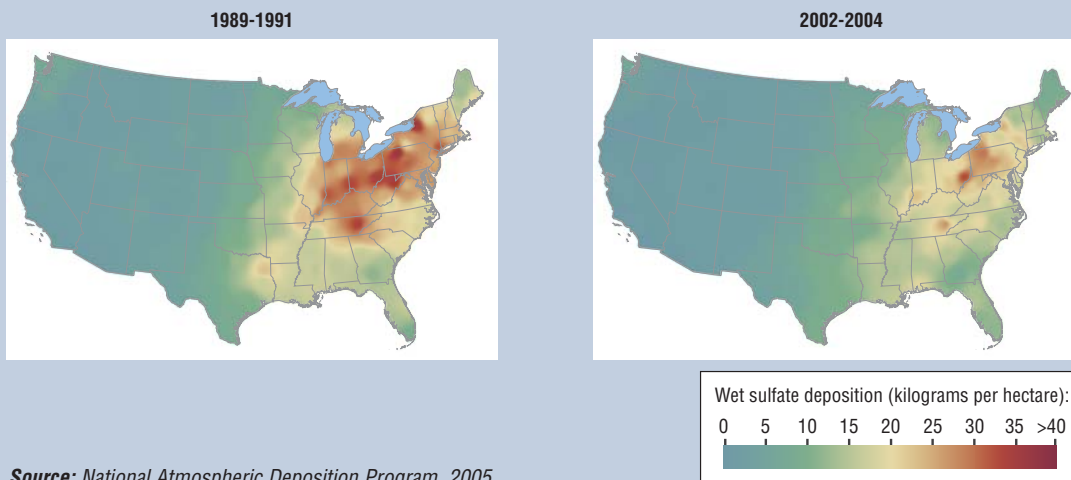 1989-1991
2002-2004
Wet sulfate deposition (kilograms per hectare):
0 5 10 15 20 25 30 35 >40
Source: National Atmospheric Deposition Program, 2005